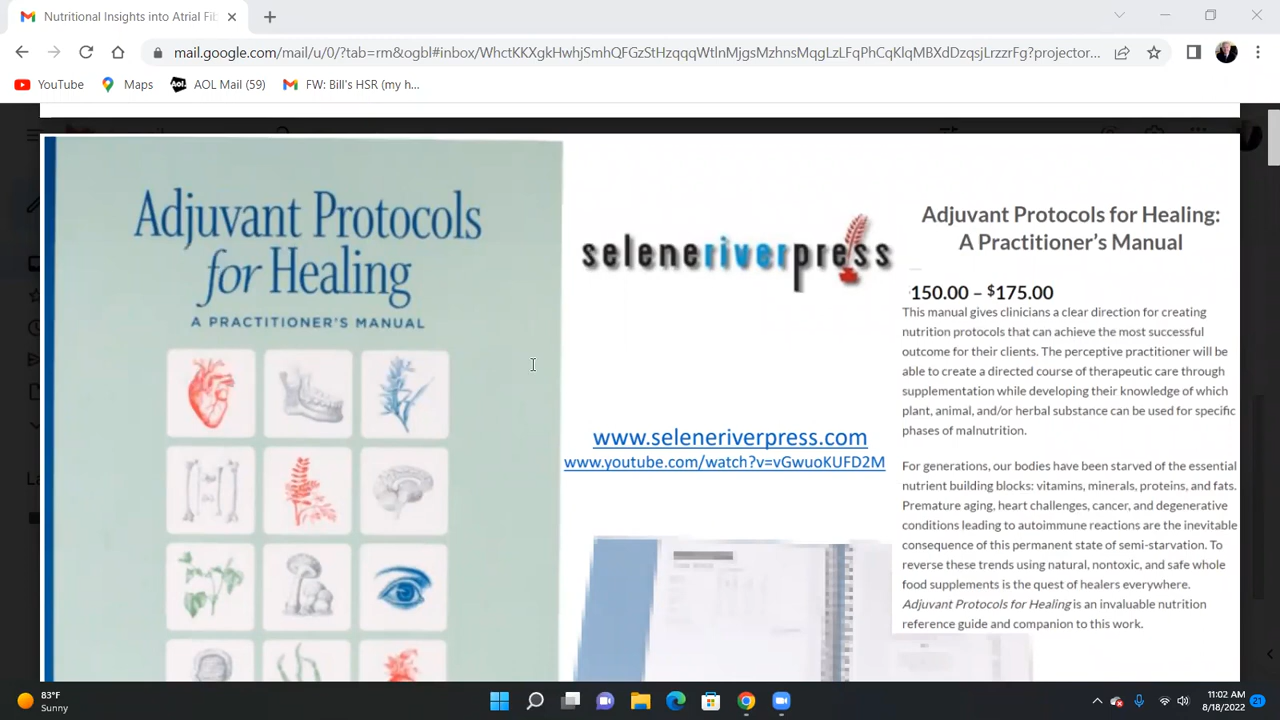 Nutritional Insights into Atrial Fib
mail.google.com/mail/u/0/?tab=rm&ogbl#inbox/WhctKKXgkHwhjSmhQFGzStHzqqqWtlnMjgsMzhnsMqgLzLFqPhCqKlqMBXdDzqsjLrzzrFg?projector...
YouTube
Maps
AOL Mail (59)
FW: Bill's HSR (my h...
Adjuvant Protocols
for Healing
A PRACTITIONER'S MANUAL
seleneriverpress
www.seleneriverpress.com
www.youtube.com/watch?v=vGwuoKUFD2M
Adjuvant Protocols for Healing:
A Practitioner's Manual
150.00 – $175.00
This manual gives clinicians a clear direction for creating
nutrition protocols that can achieve the most successful
outcome for their clients. The perceptive practitioner will be
able to create a directed course of therapeutic care through
supplementation while developing their knowledge of which
plant, animal, and/or herbal substance can be used for specific
phases of malnutrition.
For generations, our bodies have been starved of the essential
nutrient building blocks: vitamins, minerals, proteins, and fats.
Premature aging, heart challenges, cancer, and degenerative
conditions leading to autoimmune reactions are the inevitable
consequence of this permanent state of semi-starvation. To
reverse these trends using natural, nontoxic, and safe whole
food supplements is the quest of healers everywhere.
Adjuvant Protocols for Healing is an invaluable nutrition
reference guide and companion to this work.
83°F
Sunny
11:02 AM
8/18/2022
21